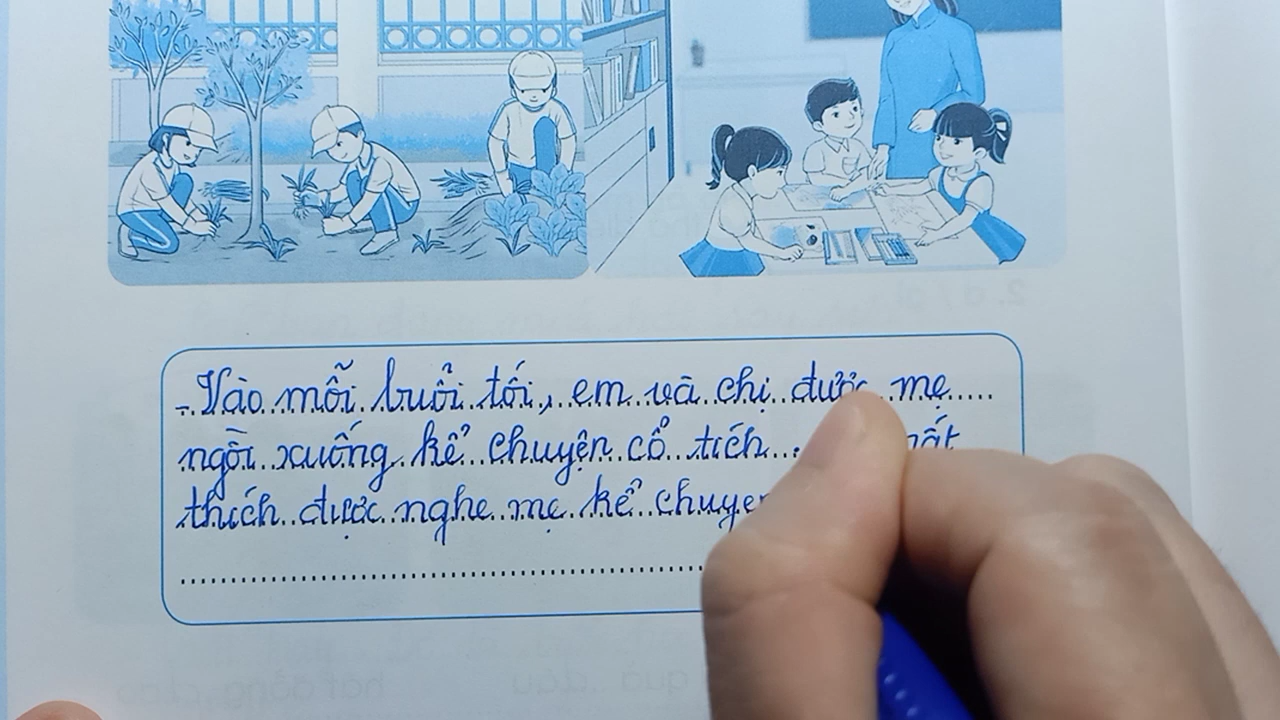 - Vào mỗi buổi tối, em và chị được mẹ
ngồi xuống kể chuyện cổ tích
thích được nghe mẹ kể